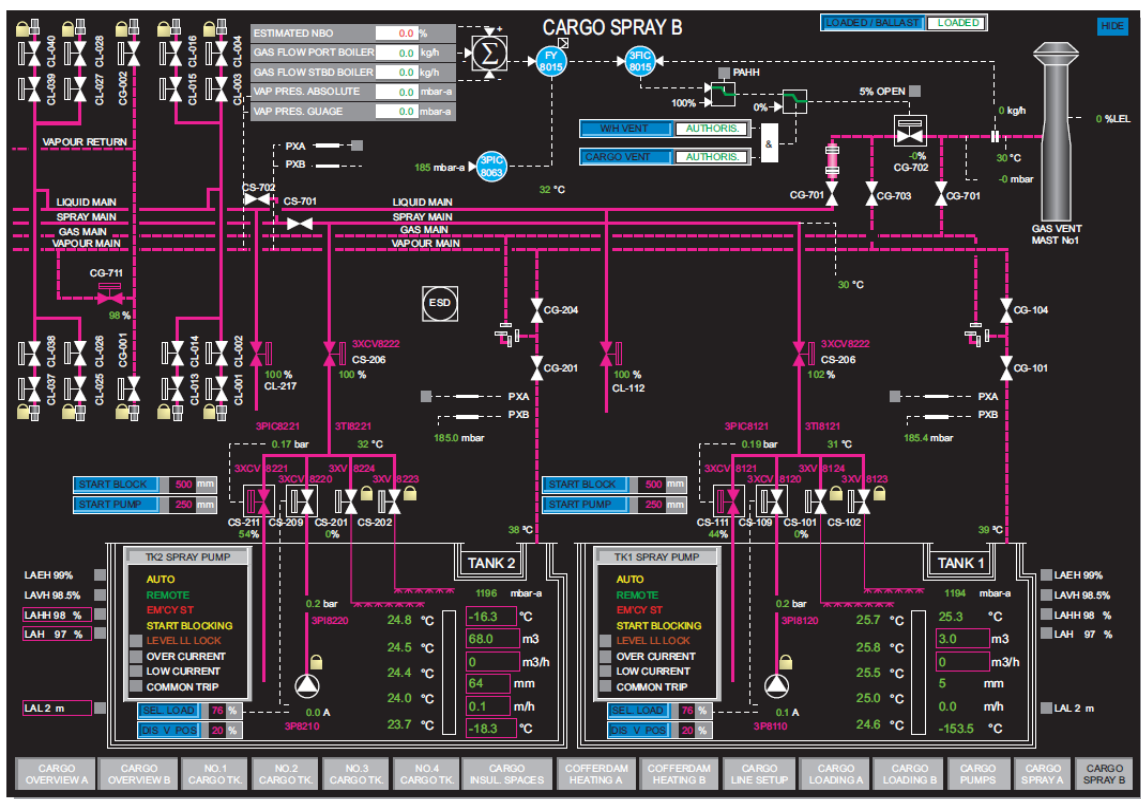 CARGO SPRAY B
LOADED / BALLAST LOADED
HIDE
ESTIMATED NBO 0.0 %
GAS FLOW PORT BOILER 0.0 kg/h
GAS FLOW STBD BOILER 0.0 kg/h
VAP PRES. ABSOLUTE 0.0 mbar-a
VAP PRES. GUAGE 0.0 mbar-a
Σ
+
FY 8015
3FIC 8015
PAHH
100%
0%
5% OPEN
W/H VENT AUTHORIS.
CARGO VENT AUTHORIS.
&
0 kg/h
0 %LEL
-0%
CG-702
30 °C
-0 mbar
CL-040
CL-028
CL-016
CL-004
CL-039
CL-027
CG-002
CL-015
CL-003
VAPOUR RETURN
PXA
PXB
185 mbar-a
3PIC 8063
32 °C
CG-701
CG-703
CG-701
CS-702
CS-701
LIQUID MAIN
SPRAY MAIN
GAS MAIN
VAPOUR MAIN
LIQUID MAIN
SPRAY MAIN
GAS MAIN
VAPOUR MAIN
GAS VENT
MAST No1
CG-711
98 %
ESD
30 °C
CG-204
CG-104
CL-038
CL-026
CG-001
CL-014
CL-002
CL-037
CL-025
CL-013
CL-001
100 %
CL-217
3XCV8222
CS-206
100 %
CG-201
100 %
CL-112
3XCV8222
CS-206
102 %
CG-101
PXA
PXB
185.0 mbar
PXA
PXB
185.4 mbar
3PIC8221
3TI8221
0.17 bar
32 °C
3PIC8121
3TI8121
0.19 bar
31 °C
START BLOCK 500 mm
START PUMP 250 mm
3XCV 8221
3XCV 8220
3XV 8224
3XV 8223
CS-211
CS-209
CS-201
CS-202
54%
0%
38 °C
START BLOCK 500 mm
START PUMP 250 mm
3XCV 8121
3XCV 8120
3XV 8124
3XV 8123
CS-111
CS-109
CS-101
CS-102
44%
0%
39 °C
LAEH 99%
LAVH 98.5%
LAHH 98 %
LAH 97 %
LAL 2 m
TK2 SPRAY PUMP
AUTO
REMOTE
EM'CY ST
START BLOCKING
LEVEL LL LOCK
OVER CURRENT
LOW CURRENT
COMMON TRIP
SEL LOAD 76 %
DIS V POS 20 %
0.2 bar
3PI8220
0.0 A
3P8210
TANK 2
1196 mbar-a
24.8 °C
24.5 °C
24.4 °C
24.0 °C
23.7 °C
-16.3 °C
68.0 m3
0 m3/h
64 mm
0.1 m/h
-18.3 °C
TK1 SPRAY PUMP
AUTO
REMOTE
EM'CY ST
START BLOCKING
LEVEL LL LOCK
OVER CURRENT
LOW CURRENT
COMMON TRIP
SEL LOAD 76 %
DIS V POS 20 %
0.2 bar
3PI8120
0.1 A
3P8110
TANK 1
1194 mbar-a
25.7 °C
25.8 °C
25.5 °C
25.0 °C
24.6 °C
25.3 °C
3.0 m3
0 m3/h
5 mm
0.0 m/h
-153.5 °C
LAEH 99%
LAVH 98.5%
LAHH 98 %
LAH 97 %
LAL 2 m
CARGO OVERVIEW A
CARGO OVERVIEW B
NO.1 CARGO TK.
NO.2 CARGO TK.
NO.3 CARGO TK.
NO.4 CARGO TK.
CARGO INSUL. SPACES
COFFERDAM HEATING A
COFFERDAM HEATING B
CARGO LINE SETUP
CARGO LOADING A
CARGO LOADING B
CARGO PUMPS
CARGO SPRAY A
CARGO SPRAY B